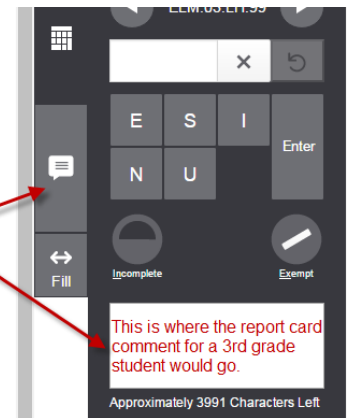 ELM.03.LH.99
E S I
Enter
N U
Fill
Incomplete
Exempt
This is where the report card
comment for a 3rd grade
student would go.
Approximately 3991 Characters Left